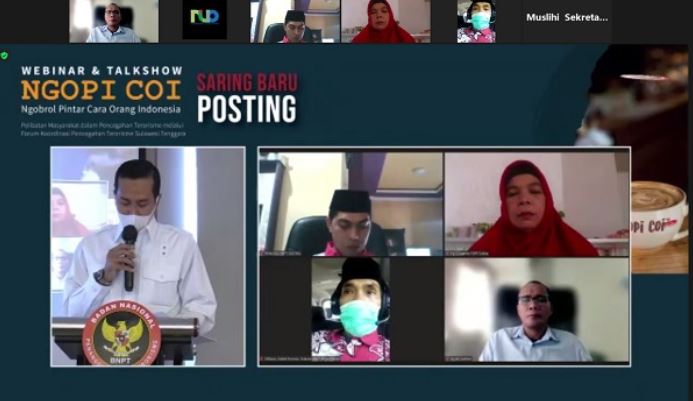 Muslihi Sekreta...
WEBINAR & TALKSHOW
NGOPI COI
Ngobrol Pintar Cara Orang Indonesia
SARING BARU
POSTING
Pelibatan Masyarakat dalam Pencegahan Terorisme melalui
Forum Koordinasi Pencegahan Terorisme Sulawesi Tenggara
BADAN NASIONAL
BNPT